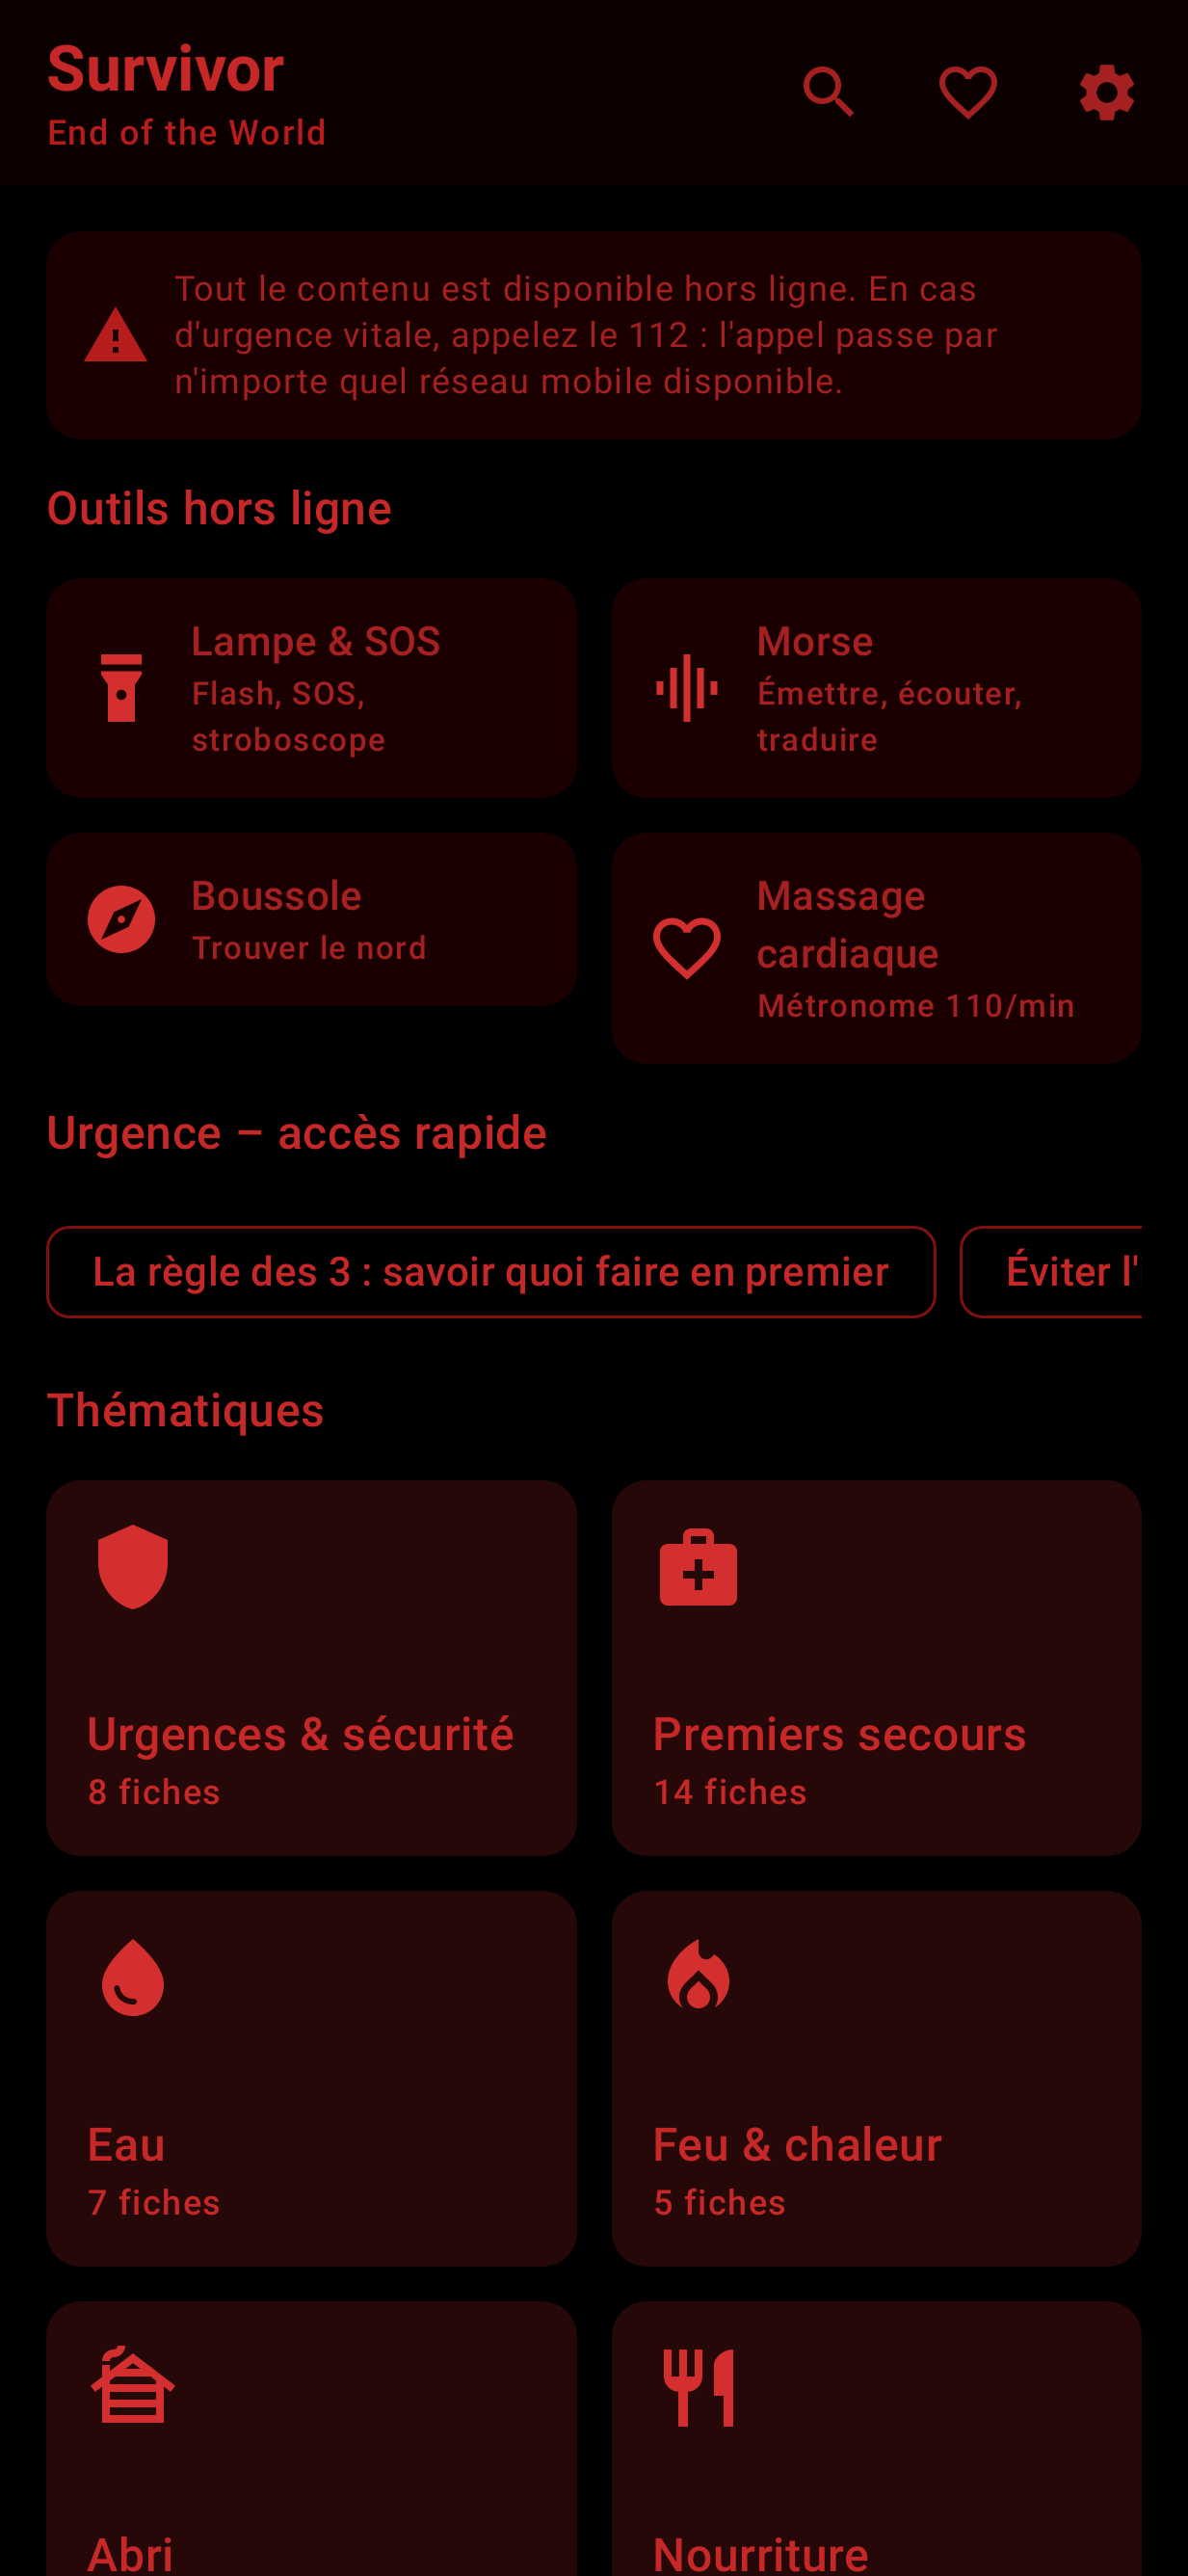 Survivor
End of the World
Tout le contenu est disponible hors ligne. En cas
d'urgence vitale, appelez le 112 : l'appel passe par
n'importe quel réseau mobile disponible.
Outils hors ligne
Lampe & SOS
Flash, SOS,
stroboscope
Morse
Émettre, écouter,
traduire
Boussole
Trouver le nord
Massage
cardiaque
Métronome 110/min
Urgence – accès rapide
La règle des 3 : savoir quoi faire en premier
Éviter l'
Thématiques
Urgences & sécurité
8 fiches
Premiers secours
14 fiches
Eau
7 fiches
Feu & chaleur
5 fiches
Abri
Nourriture